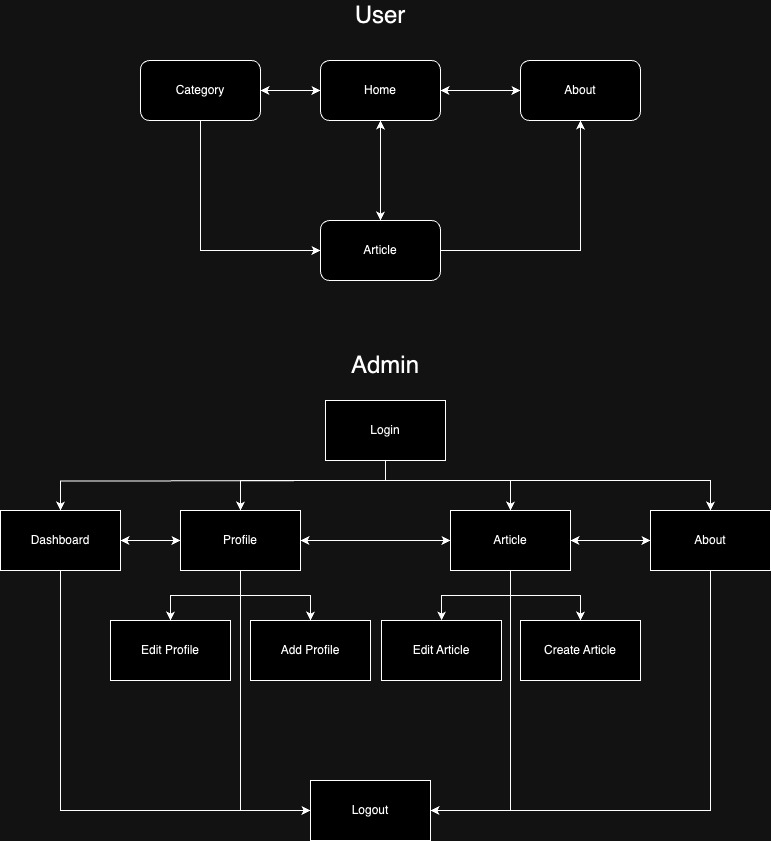 User
Category
Home
About
Article
Admin
Login
Dashboard
Profile
Article
About
Edit Profile
Add Profile
Edit Article
Create Article
Logout